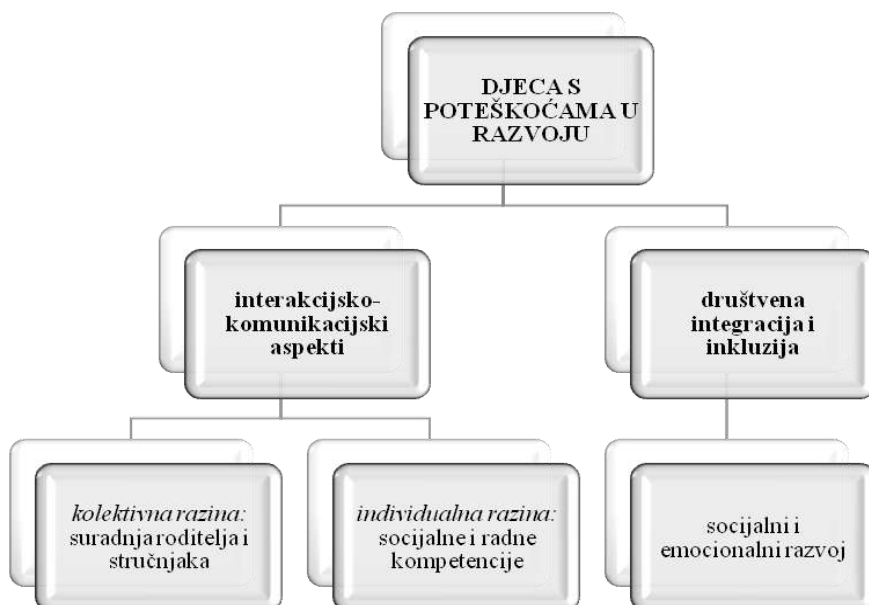 DJECA S
POTEŠKOĆAMA U
RAZVOJU
interakcijsko-
komunikacijski
aspekti
društvena
integracija i
inkluzija
kolektivna razina:
suradnja roditelja i
stručnjaka
individualna razina:
socijalne i radne
kompetencije
socijalni i
emocionalni razvoj